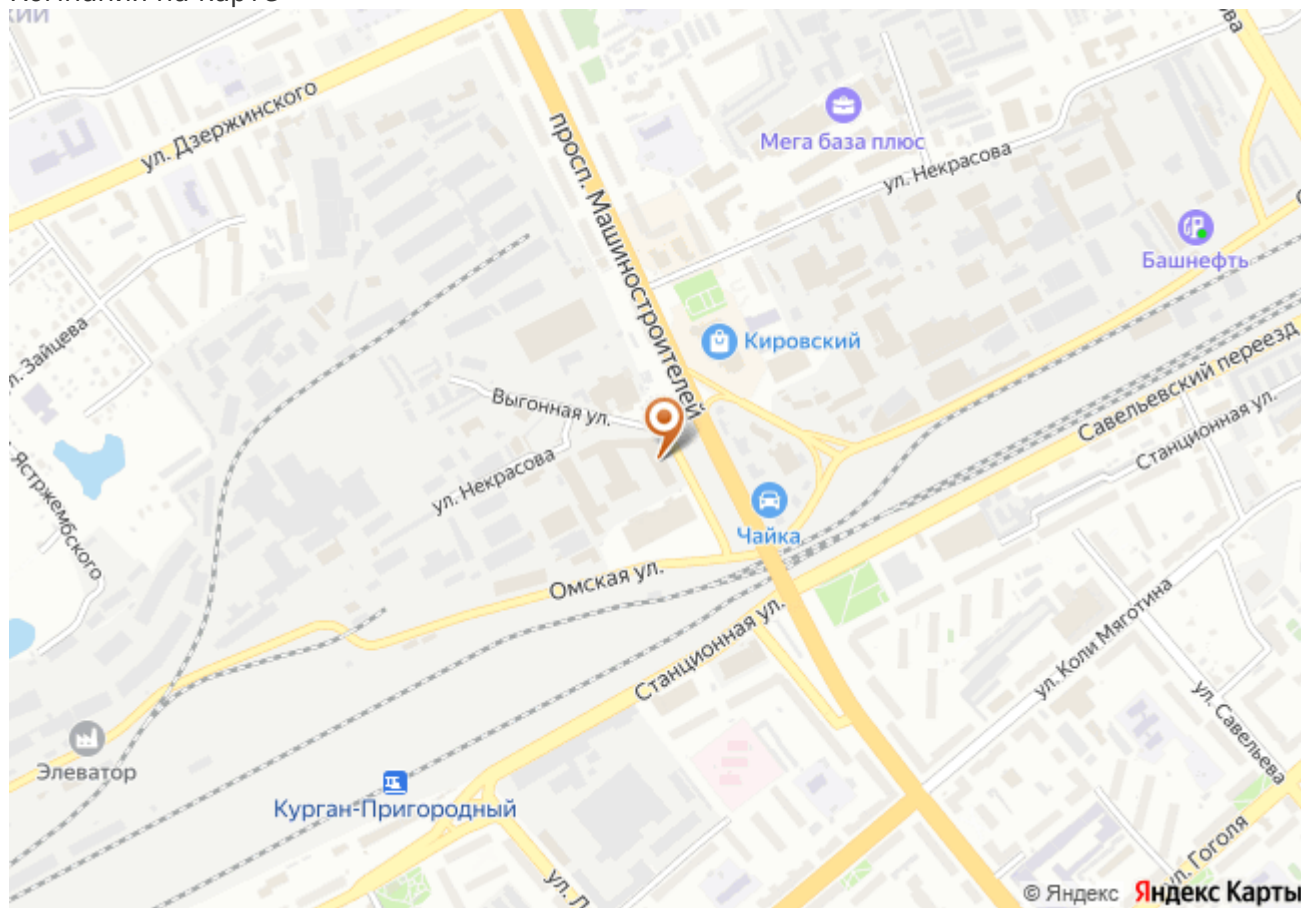 ул. Дзержинского
просп. Машиностроителей
Мега база плюс
ул. Некрасова
Башнефть
Кировский
Зайцева
Выгонная ул.
Савельевский переезд
Станционная ул.
ул. Некрасова
Ястржембского
Чайка
Омская ул.
Станционная ул.
ул. Коли Мяготина
ул. Савельева
Элеватор
Курган-Пригородный
ул. Гоголя
© Яндекс Яндекс Карты